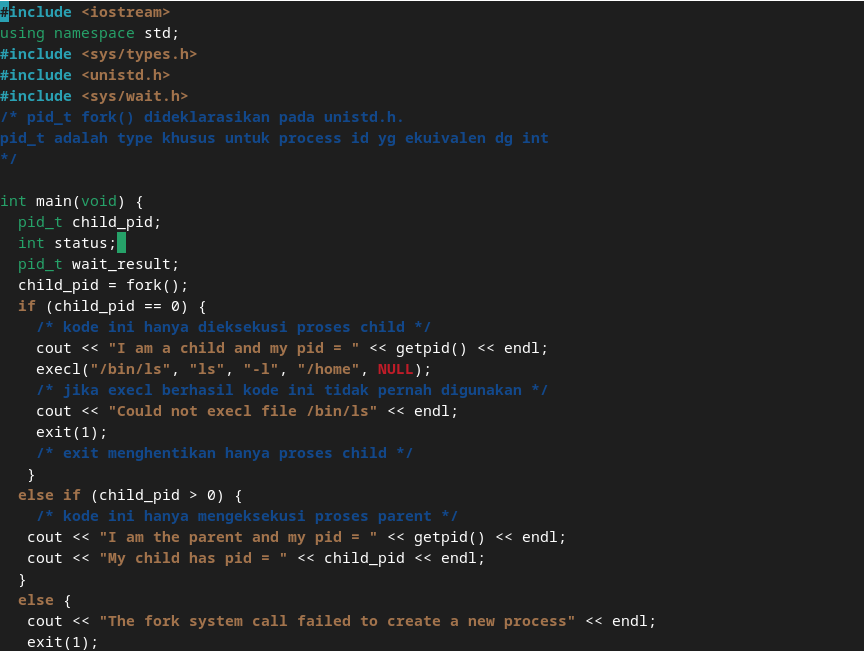 #include <iostream>
using namespace std;
#include <sys/types.h>
#include <unistd.h>
#include <sys/wait.h>
/* pid_t fork() dideklarasikan pada unistd.h.
pid_t adalah type khusus untuk process id yg ekuivalen dg int
*/
int main(void) {
pid_t child_pid;
int status;
pid_t wait_result;
child_pid = fork();
if (child_pid == 0) {
/* kode ini hanya dieksekusi proses child */
cout << "I am a child and my pid = " << getpid() << endl;
execl("/bin/ls", "ls", "-l", "/home", NULL);
/* jika execl berhasil kode ini tidak pernah digunakan */
cout << "Could not execl file /bin/ls" << endl;
exit(1);
/* exit menghentikan hanya proses child */
}
else if (child_pid > 0) {
/* kode ini hanya mengeksekusi proses parent */
cout << "I am the parent and my pid = " << getpid() << endl;
cout << "My child has pid = " << child_pid << endl;
}
else {
cout << "The fork system call failed to create a new process" << endl;
exit(1);